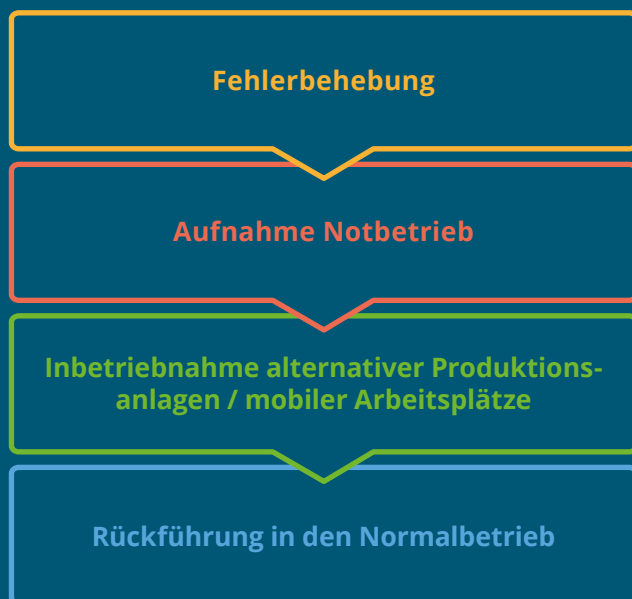 Fehlerbehebung
Aufnahme Notbetrieb
Inbetriebnahme alternativer Produktions-
anlagen / mobiler Arbeitsplätze
Rückführung in den Normalbetrieb